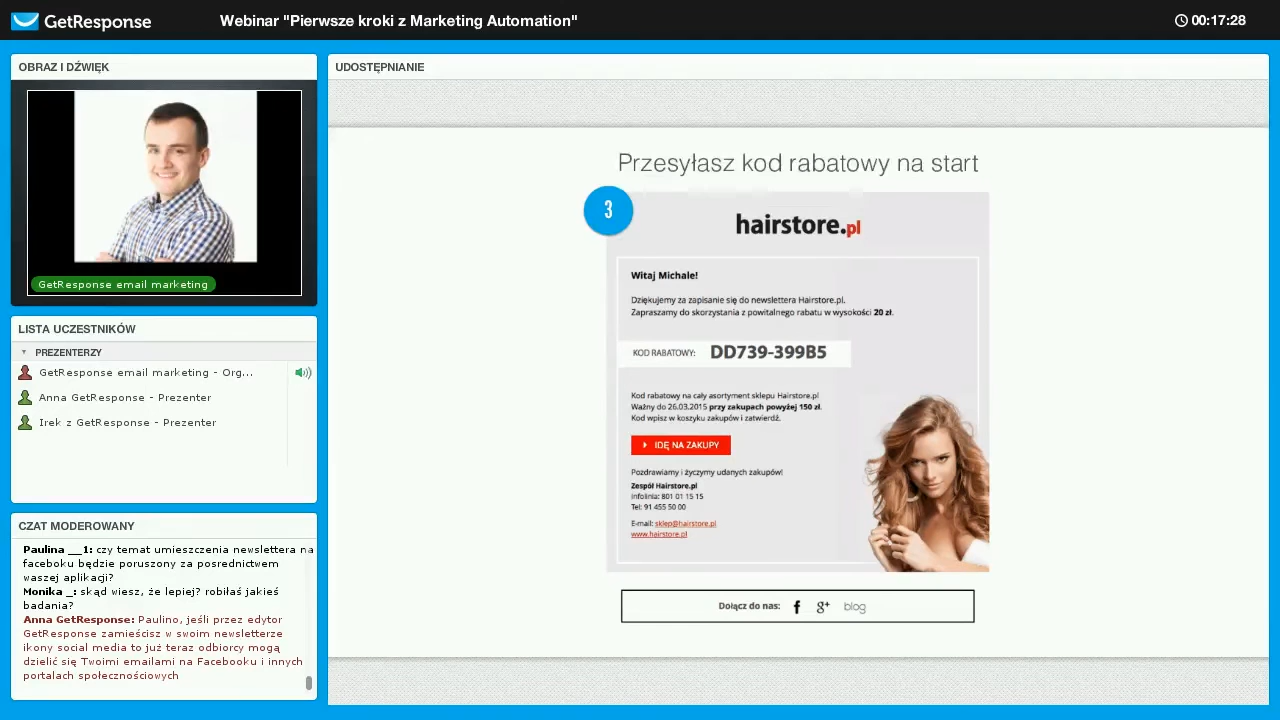 GetResponse
Webinar "Pierwsze kroki z Marketing Automation"
00:17:28
OBRAZ I DŹWIĘK
GetResponse email marketing
LISTA UCZESTNIKÓW
PREZENTERZY
GetResponse email marketing - Org...
Anna GetResponse - Prezenter
Irek z GetResponse - Prezenter
CZAT MODEROWANY
Paulina __1: czy temat umieszczenia newslettera na
faceboku będzie poruszony za posrednictwem
waszej aplikacji?
Monika _: skąd wiesz, że lepiej? robiłaś jakieś
badania?
Anna GetResponse: Paulino, jeśli przez edytor
GetResponse zamieścisz w swoim newsletterze
ikony social media to już teraz odbiorcy mogą
dzielić się Twoimi emailami na Facebooku i innych
portalach społecznościowych
UDOSTĘPNIANIE
Przesyłasz kod rabatowy na start
3
hairstore.pl
Witaj Michale!
Dziękujemy za zapisanie się do newslettera Hairstore.pl.
Zapraszamy do skorzystania z powitalnego rabatu w wysokości 20 zł.
KOD RABATOWY: DD739-399B5
Kod rabatowy na cały asortyment sklepu Hairstore.pl
Ważny do 26.03.2015 przy zakupach powyżej 150 zł.
Kod wpisz w koszyku zakupów i zatwierdź.
IDĘ NA ZAKUPY
Pozdrawiamy i życzymy udanych zakupów!
Zespół Hairstore.pl
Infolinia: 801 01 15 15
Tel: 91 455 50 00
E-mail: sklep@hairstore.pl
www.hairstore.pl
Dołącz do nas: f g+ blog